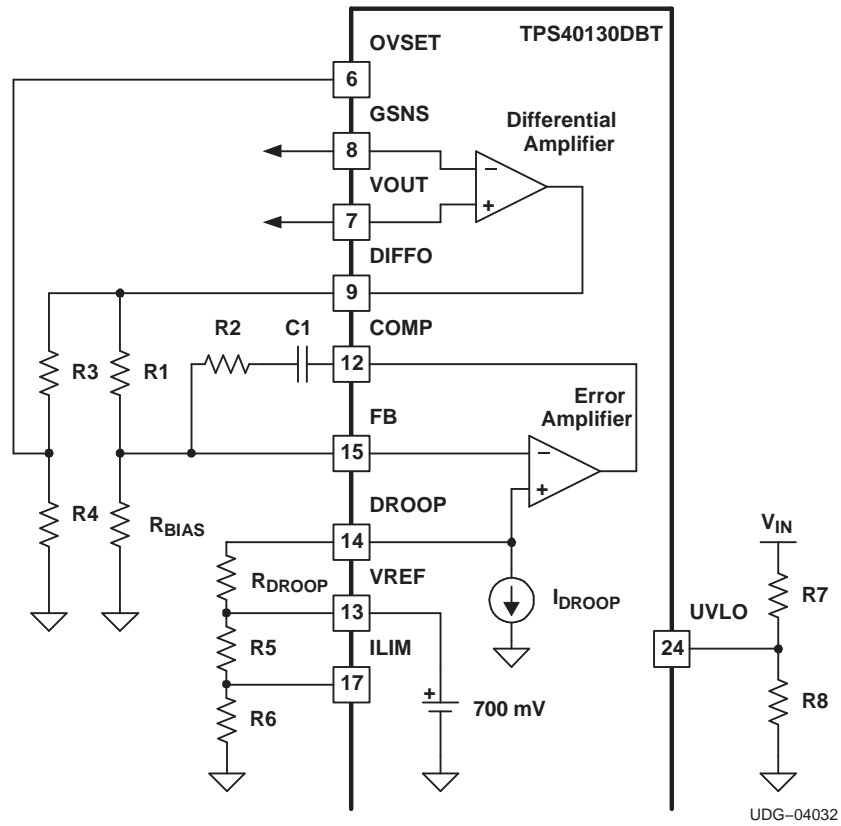 TPS40130DBT
OVSET
6
GSNS
8
Differential
Amplifier
−
+
VOUT
7
DIFFO
9
R2
C1
COMP
12
R3
R1
Error
Amplifier
FB
15
−
+
R4
RBIAS
DROOP
14
VIN
RDROOP
VREF
13
IDROOP
R7
UVLO
24
R5
ILIM
17
+
700 mV
R6
R8
UDG−04032